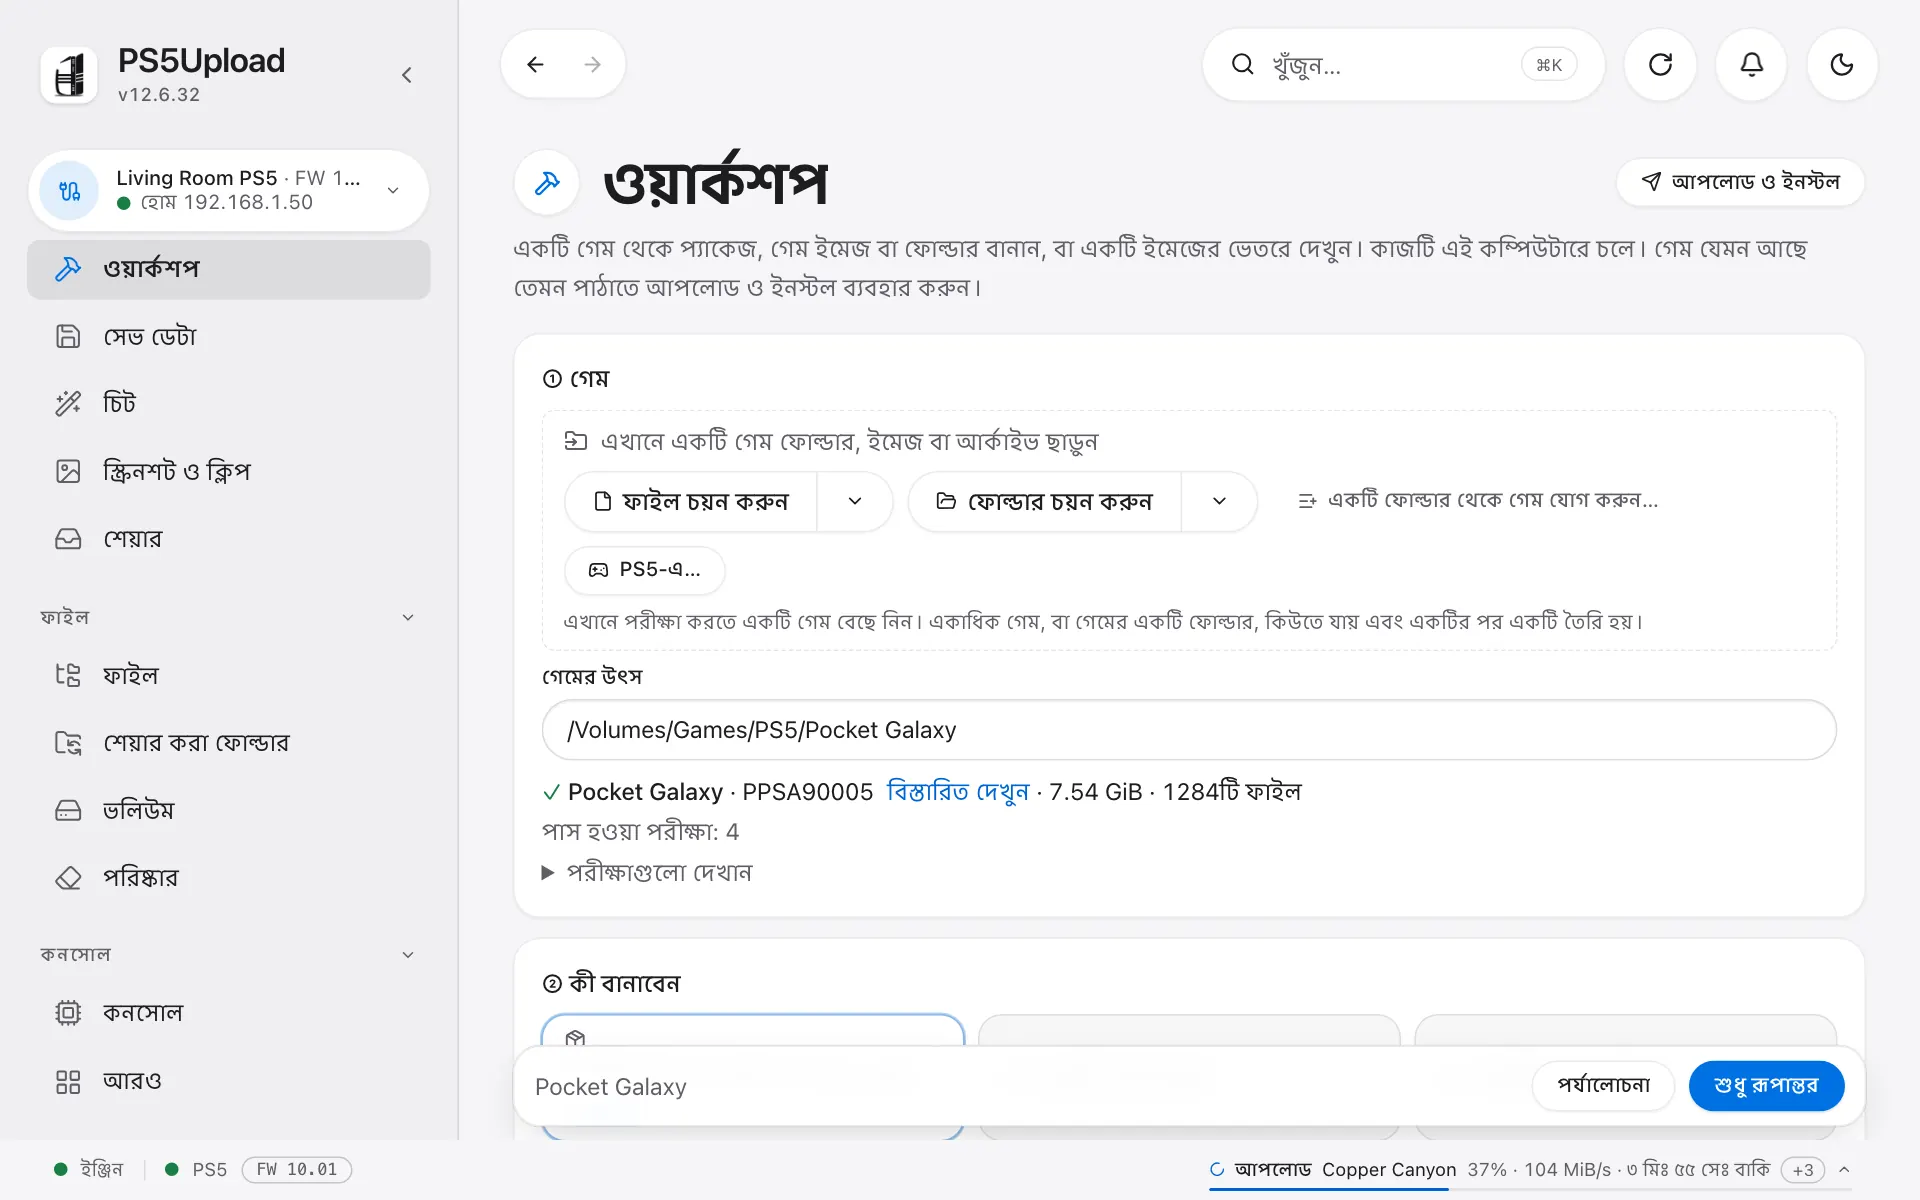 PS5Upload
v12.6.32
Living Room PS5 · FW 1...
হোম 192.168.1.50
ওয়ার্কশপ
সেভ ডেটা
চিট
স্ক্রিনশট ও ক্লিপ
শেয়ার
ফাইল
ফাইল
শেয়ার করা ফোল্ডার
ভলিউম
পরিষ্কার
কনসোল
কনসোল
আরও
খুঁজুন...
⌘K
ওয়ার্কশপ
আপলোড ও ইনস্টল
একটি গেম থেকে প্যাকেজ, গেম ইমেজ বা ফোল্ডার বানান, বা একটি ইমেজের ভেতরে দেখুন। কাজটি এই কম্পিউটারে চলে। গেম যেমন আছে
তেমন পাঠাতে আপলোড ও ইনস্টল ব্যবহার করুন।
① গেম
এখানে একটি গেম ফোল্ডার, ইমেজ বা আর্কাইভ ছাড়ুন
ফাইল চয়ন করুন
ফোল্ডার চয়ন করুন
একটি ফোল্ডার থেকে গেম যোগ করুন...
PS5-এ...
এখানে পরীক্ষা করতে একটি গেম বেছে নিন। একাধিক গেম, বা গেমের একটি ফোল্ডার, কিউতে যায় এবং একটির পর একটি তৈরি হয়।
গেমের উৎস
/Volumes/Games/PS5/Pocket Galaxy
Pocket Galaxy · PPSA90005 বিস্তারিত দেখুন · 7.54 GiB · 1284টি ফাইল
পাস হওয়া পরীক্ষা: 4
পরীক্ষাগুলো দেখান
② কী বানাবেন
Pocket Galaxy
পর্যালোচনা
শুধু রূপান্তর
ইঞ্জিন
PS5
FW 10.01
আপলোড Copper Canyon 37% · 104 MiB/s · ৩ মিঃ ৫৫ সেঃ বাকি
+3